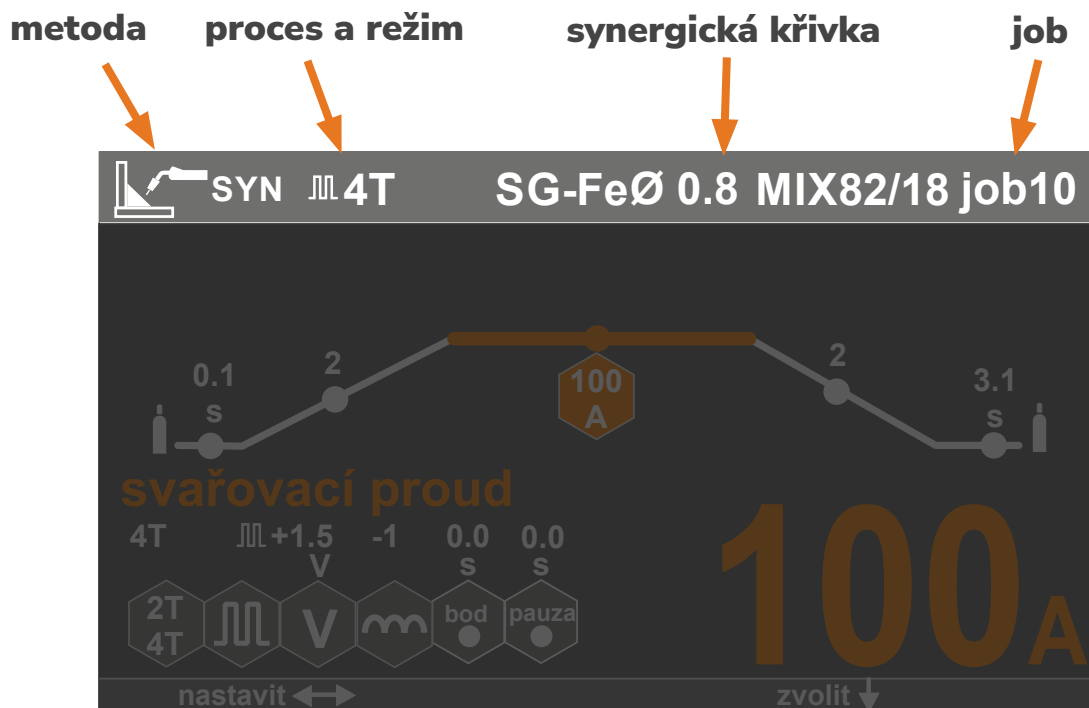 metoda proces a režim synergická křivka job
SYN 4T SG-FeØ 0.8 MIX82/18 job10
0.1
s
2
100
A
2
3.1
s
svařovací proud
4T +1.5 -1 0.0 0.0
V s s
2T
4T
V
bod
pauza
100A
nastavit zvolit